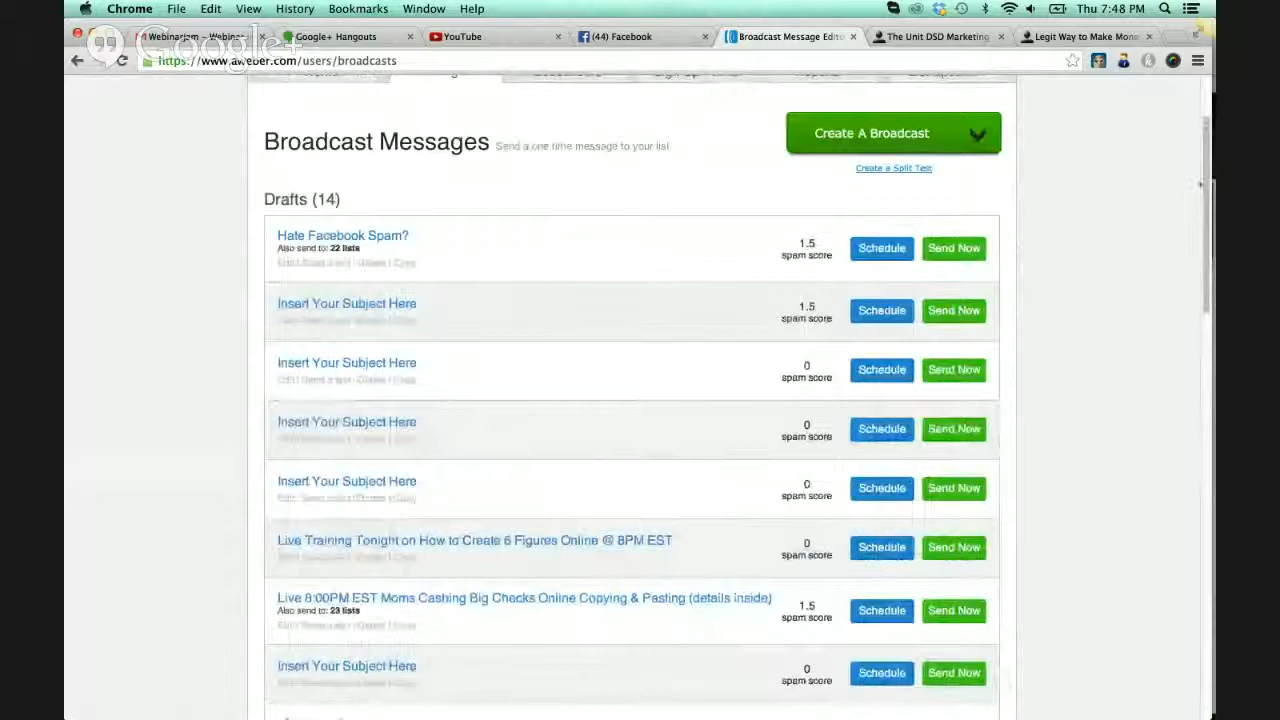 Chrome File Edit View History Bookmarks Window Help Thu 7:48 PM
Google+
Webinarjam - Webinar Google+ Hangouts YouTube (44) Facebook Broadcast Message Edit The Unit DSD Marketing Legit Way to Make Mone
https://www.aweber.com/users/broadcasts
Broadcast Messages Send a one time message to your list
Create A Broadcast
Create a Split Test
Drafts (14)
Hate Facebook Spam?
Also send to: 22 lists
1.5
spam score
Schedule Send Now
Insert Your Subject Here
1.5
spam score
Schedule Send Now
Insert Your Subject Here
0
spam score
Schedule Send Now
Insert Your Subject Here
0
spam score
Schedule Send Now
Insert Your Subject Here
0
spam score
Schedule Send Now
Live Training Tonight on How to Create 6 Figures Online @ 8PM EST
0
spam score
Schedule Send Now
Live 8:00PM EST Moms Cashing Big Checks Online Copying & Pasting (details inside)
Also send to: 23 lists
1.5
spam score
Schedule Send Now
Insert Your Subject Here
0
spam score
Schedule Send Now